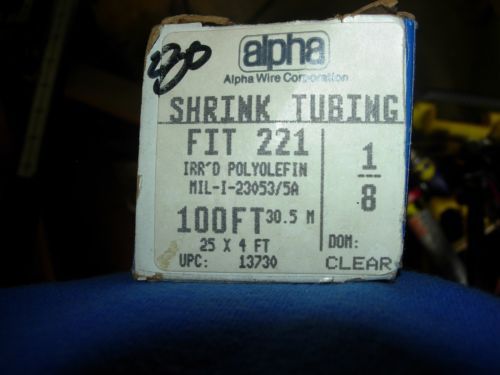 alpha
Alpha Wire Corporation
SHRINK TUBING
FIT 221
IRR'D POLYOLEFIN
MIL-I-23053/5A
1/8
100FT 30.5 M
25 X 4 FT
DOM:
UPC: 13730
CLEAR